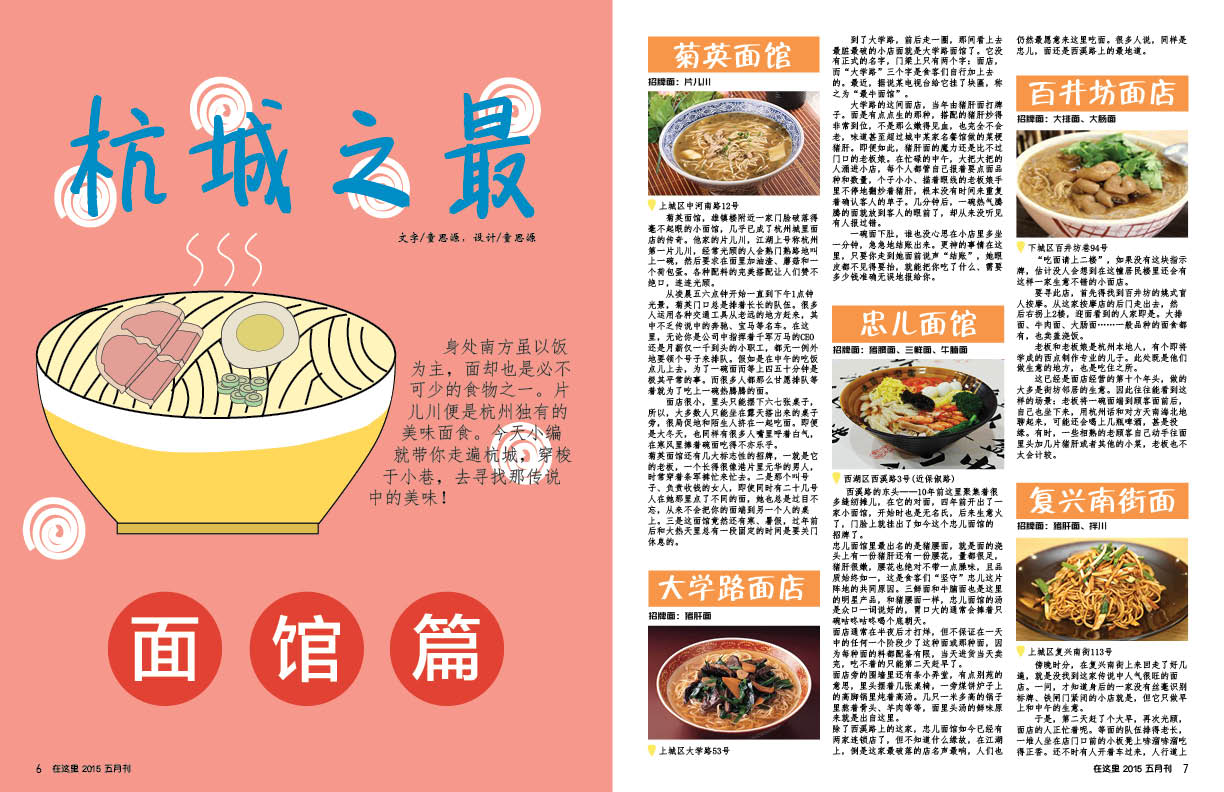 杭城之最
文字/童思源，设计/童思源
身处南方虽以饭
为主，面却也是必不
可少的食物之一。片
儿川便是杭州独有的
美味面食。今天小编
就带你走遍杭城，穿梭
于小巷，去寻找那传说
中的美味！
面 馆 篇
6 在这里 2015 五月刊
菊英面馆
招牌面：片儿川
上城区中河南路12号
菊英面馆，雄镇楼附近一家门脸破落得
毫不起眼的小面馆，几乎已成了杭州城里面
店的传奇。他家的片儿川，江湖上号称杭州
第一片儿川，经常光顾的人会熟门熟路地叫
上一碗，然后要求在面里加油渣、蘑菇和一
个荷包蛋。各种配料的完美搭配让人们赞不
绝口，连连光顾。
从凌晨五六点钟开始一直到下午1点钟
光景，菊英门口总是排着长长的队伍。很多
人运用各种交通工具从老远的地方赶来，其
中不乏传说中的奔驰、宝马等名车。在这
里，无论你是公司中指挥着千军万马的CEO
还是月薪仅一千到头的小职工，都无一例外
地要领个号子来排队。假如是在中午的吃饭
点儿上去，为了一碗面而等上四五十分钟是
极其平常的事。而很多人都那么甘愿排队等
着就为了吃上一碗热腾腾的面。
面店很小，里头只能摆下六七张桌子，
所以，大多数人只能坐在露天搭出来的桌子
旁，很局促地和陌生人挤在一起吃面。即便
是大冬天，也同样有很多人嘴里呼着白气，
在寒风里捧着碗面吃得不亦乐乎。
菊英面馆还有几大标志性的招牌，一就是它
的老板，一个长得很像港片里元华的男人，
时常穿着条军裤忙来忙去。二是那个叫号
子、负责收钱的女人，即使同时有二十几号
人在她那里点了不同的面，她也总是过目不
忘，从来不会把你的面端到另一个人的桌
上。三是这面馆竟然还有寒、暑假，过年前
后和大热天里总有一段固定的时间是要关门
休息的。
大学路面店
招牌面：猪肝面
上城区大学路53号
到了大学路，前后走一圈，那间看上去
最脏最破的小店面就是大学路面馆了。它没
有正式的名字，门梁上只有两个字：面店，
而“大学路”三个字是食客们自行加上去
的。最近，据说某电视台给它挂了块匾，称
之为“最牛面馆”。
大学路的这间面店，当年由猪肝面打牌
子。面是有点点生的那种，搭配的猪肝炒得
非常到位，不是那么嫩得见血，也完全不会
老，味道甚至超过城中某家名餐馆做的菜梗
猪肝。即便如此，猪肝面的魔力还是比不过
门口的老板娘。在忙碌的中午，大把大把的
人涌进小店，每个人都管自己报着要点面品
种和数量，个子小小、描着眼线的老板娘手
里不停地翻炒着猪肝，根本没有时间来重复
着确认客人的单子。几分钟后，一碗热气腾
腾的面就放到客人的眼前了，却从来没听见
有人报过错。
一碗面下肚，谁也没心思在小店里多坐
一分钟，急急地结账出来。更神的事情在这
里，只要你走到她面前说声“结账”，她眼
皮都不见得要抬，就能把你吃了什么、需要
多少钱准确无误地报给你。
忠儿面馆
招牌面：猪腰面、三鲜面、牛腩面
西湖区西溪路3号(近保俶路)
西溪路的东头——10年前这里聚集着很
多缝纫摊儿，在它的对面，四年前开出了一
家小面馆，开始时也是无名氏，后来生意火
了，门脸上就挂出了如今这个忠儿面馆的
招牌了。
忠儿面馆里最出名的是猪腰面，就是面的浇
头上有一份猪肝还有一份腰花，量都很足，
猪肝很嫩，腰花也绝对不带一点臊味，且品
质始终如一，这是食客们“坚守”忠儿这片
阵地的共同原因。三鲜面和牛腩面也是这里
的明星产品，和猪腰面一样，忠儿面馆的汤
是众口一词说好的，胃口大的通常会捧着只
碗咕咚咕咚喝个底朝天。
面店通常在半夜后才打烊，但不保证在一天
中的任何一个阶段少了这种面或那种面，因
为每种面的料都配备有限，当天进货当天卖
完，吃不着的只能第二天赶早了。
面店旁的围墙里还有条小弄堂，有点别苑的
意思，里头摆着几张桌椅，一旁煤饼炉子上
的高脚锅里炖着高汤。几只一米多高的锅子
里熬着骨头、羊肉等等，面里头汤的鲜味原
来就是出自这里。
除了西溪路上的这家，忠儿面馆如今已经有
两家连锁店了，但不知道什么缘故，在江湖
上，倒是这家最破落的店名声最响，人们也
仍然最愿意来这里吃面。很多人说，同样是
忠儿，面还是西溪路上的最地道。
百井坊面店
招牌面：大排面、大肠面
下城区百井坊巷94号
“吃面请上二楼”，如果没有这块指示
牌，估计没人会想到在这幢居民楼里还会有
这样一家生意不错的小面店。
要寻此店，首先得找到百井坊的姚式盲
人按摩。从这家按摩店的后门走出去，然
后右拐上2楼，迎面看到的人家即是。大排
面、牛肉面、大肠面……一般品种的面食都
有，也卖盖浇饭。
老板和老板娘是杭州本地人，有个即将
学成的西点制作专业的儿子。此处既是他们
做生意的地方，也是吃住之所。
这已经是面店经营的第十个年头，做的
大多是街坊邻居的生意。因此往往能看到这
样的场景：老板将一碗面端到顾客面前后，
自己也坐下来，用杭州话和对方天南海北地
聊起来，可能还会喝上几瓶啤酒，甚是投
缘。有时，一些相熟的老顾客自己动手往面
里头加几片猪肝或者其他的小菜，老板也不
太会计较。
复兴南街面
招牌面：猪肝面、拌川
上城区复兴南街113号
傍晚时分，在复兴南街上来回走了好几
遍，就是没找到这家传说中人气很旺的面
店。一问，才知道身后的一家没有丝毫识别
标牌、铁闸门紧闭的小店就是，但它只做早
上和中午的生意。
于是，第二天赶了个大早，再次光顾，
面店的人正忙着呢。等面的队伍排得老长，
一堆人坐在店门口前的小板凳上哧溜哧溜吃
得正香。还不时有人开着车过来，人行道上
在这里 2015 五月刊 7